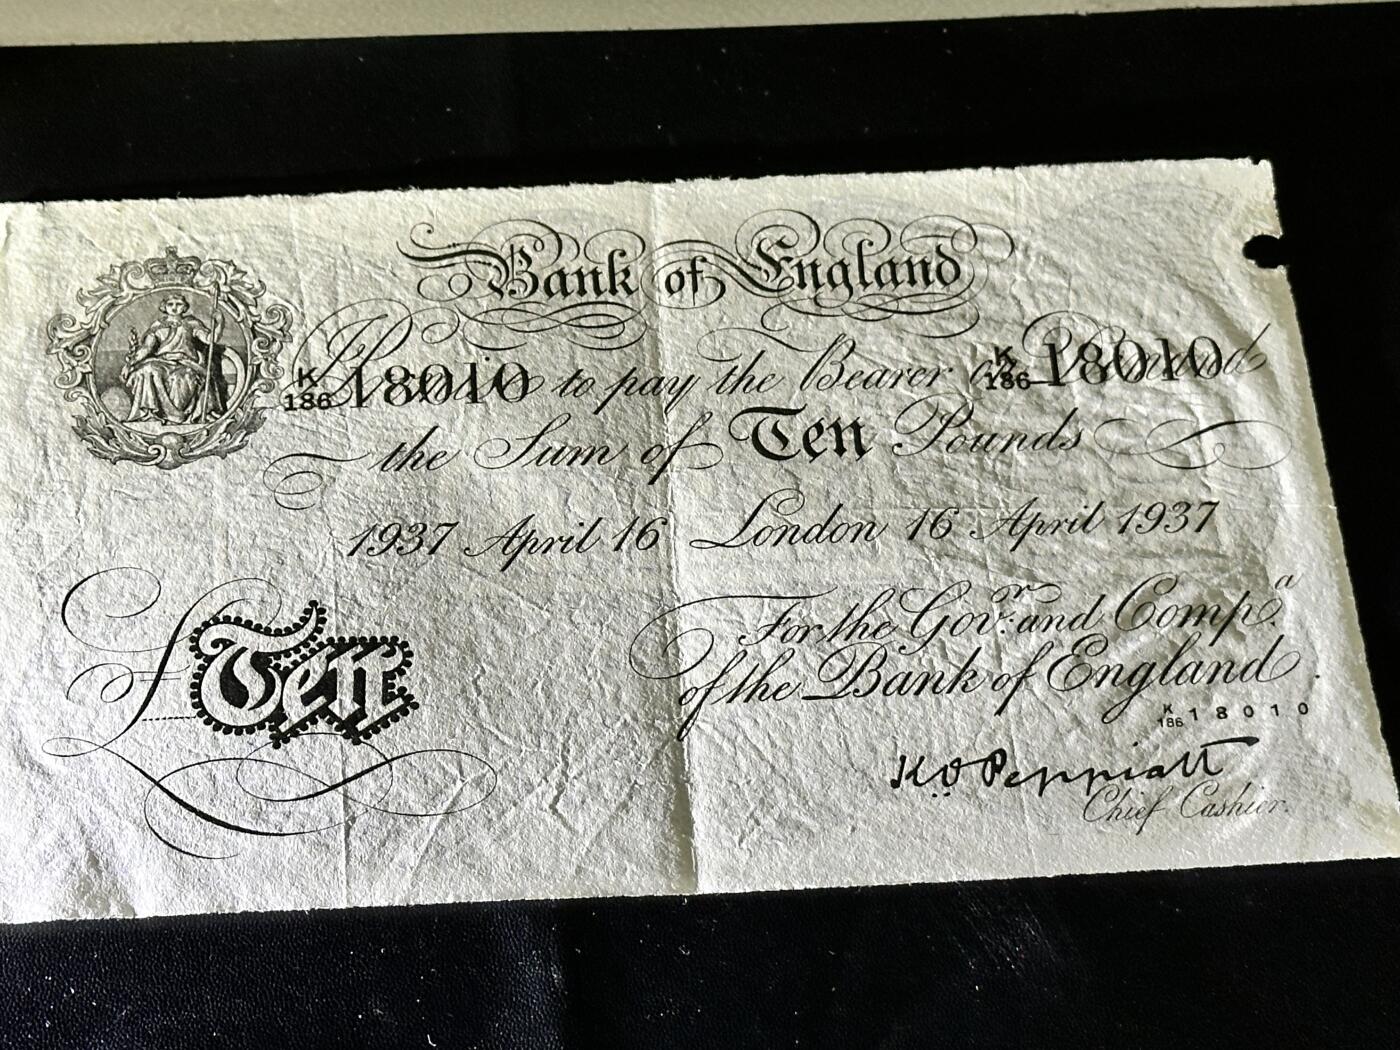 Bank of England
K 186 18010 Promise to pay the Bearer on Demand K 186 18010
the Sum of Ten Pounds
1937 April 16 London 16 April 1937
For the Govr. and Compa.
of the Bank of England.
K 186 18010
£Ten
K.O. Peppiatt
Chief Cashier.